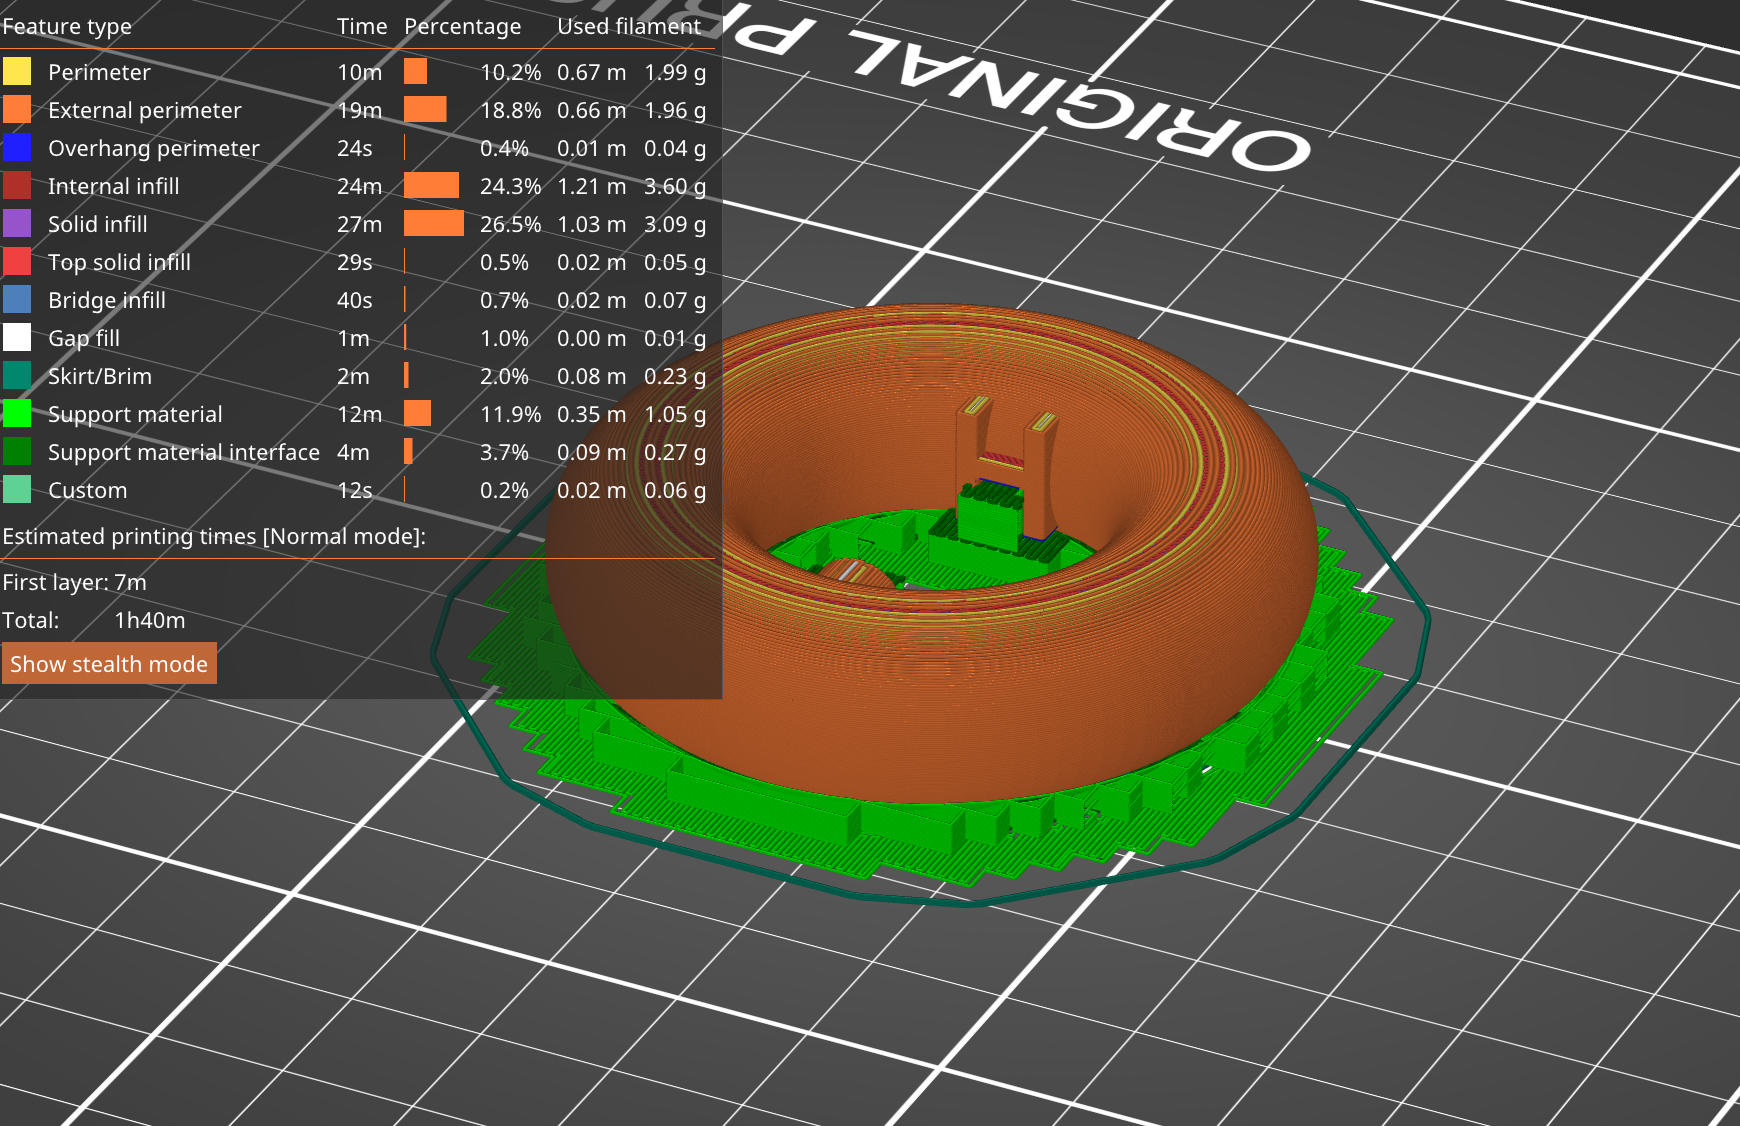 Feature type Time Percentage Used filament
Perimeter 10m 10.2% 0.67 m 1.99 g
External perimeter 19m 18.8% 0.66 m 1.96 g
Overhang perimeter 24s 0.4% 0.01 m 0.04 g
Internal infill 24m 24.3% 1.21 m 3.60 g
Solid infill 27m 26.5% 1.03 m 3.09 g
Top solid infill 29s 0.5% 0.02 m 0.05 g
Bridge infill 40s 0.7% 0.02 m 0.07 g
Gap fill 1m 1.0% 0.00 m 0.01 g
Skirt/Brim 2m 2.0% 0.08 m 0.23 g
Support material 12m 11.9% 0.35 m 1.05 g
Support material interface 4m 3.7% 0.09 m 0.27 g
Custom 12s 0.2% 0.02 m 0.06 g
Estimated printing times [Normal mode]:
First layer: 7m
Total: 1h40m
Show stealth mode
ORIGINAL